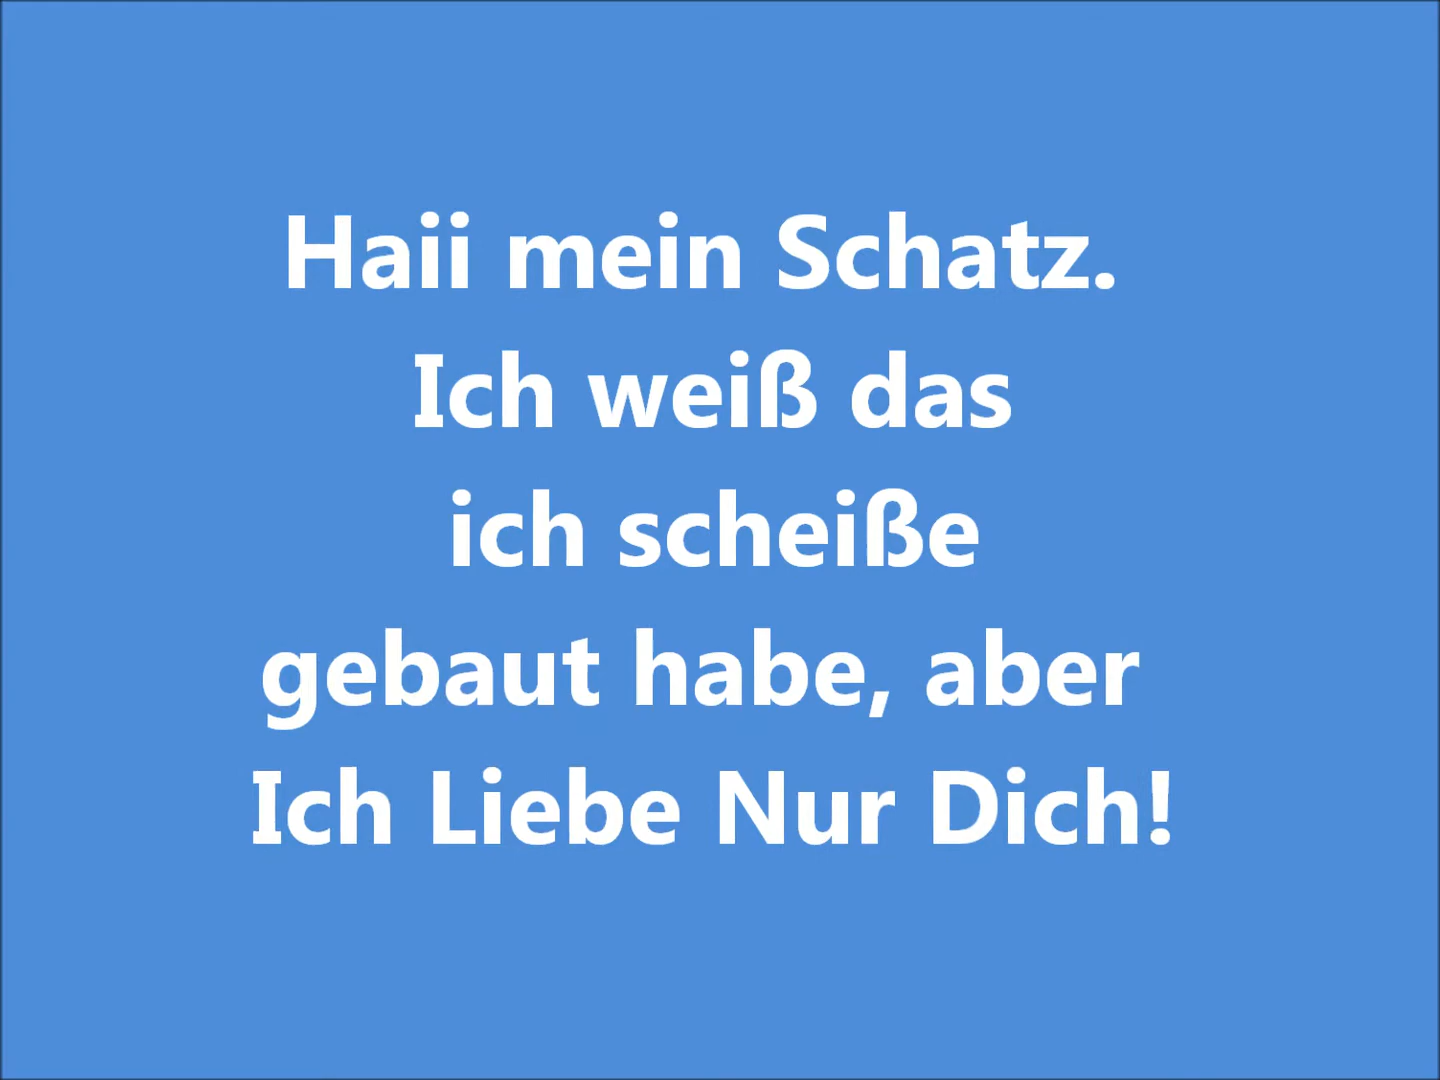 Haii mein Schatz.
Ich weiß das
ich scheiße
gebaut habe, aber
Ich Liebe Nur Dich!